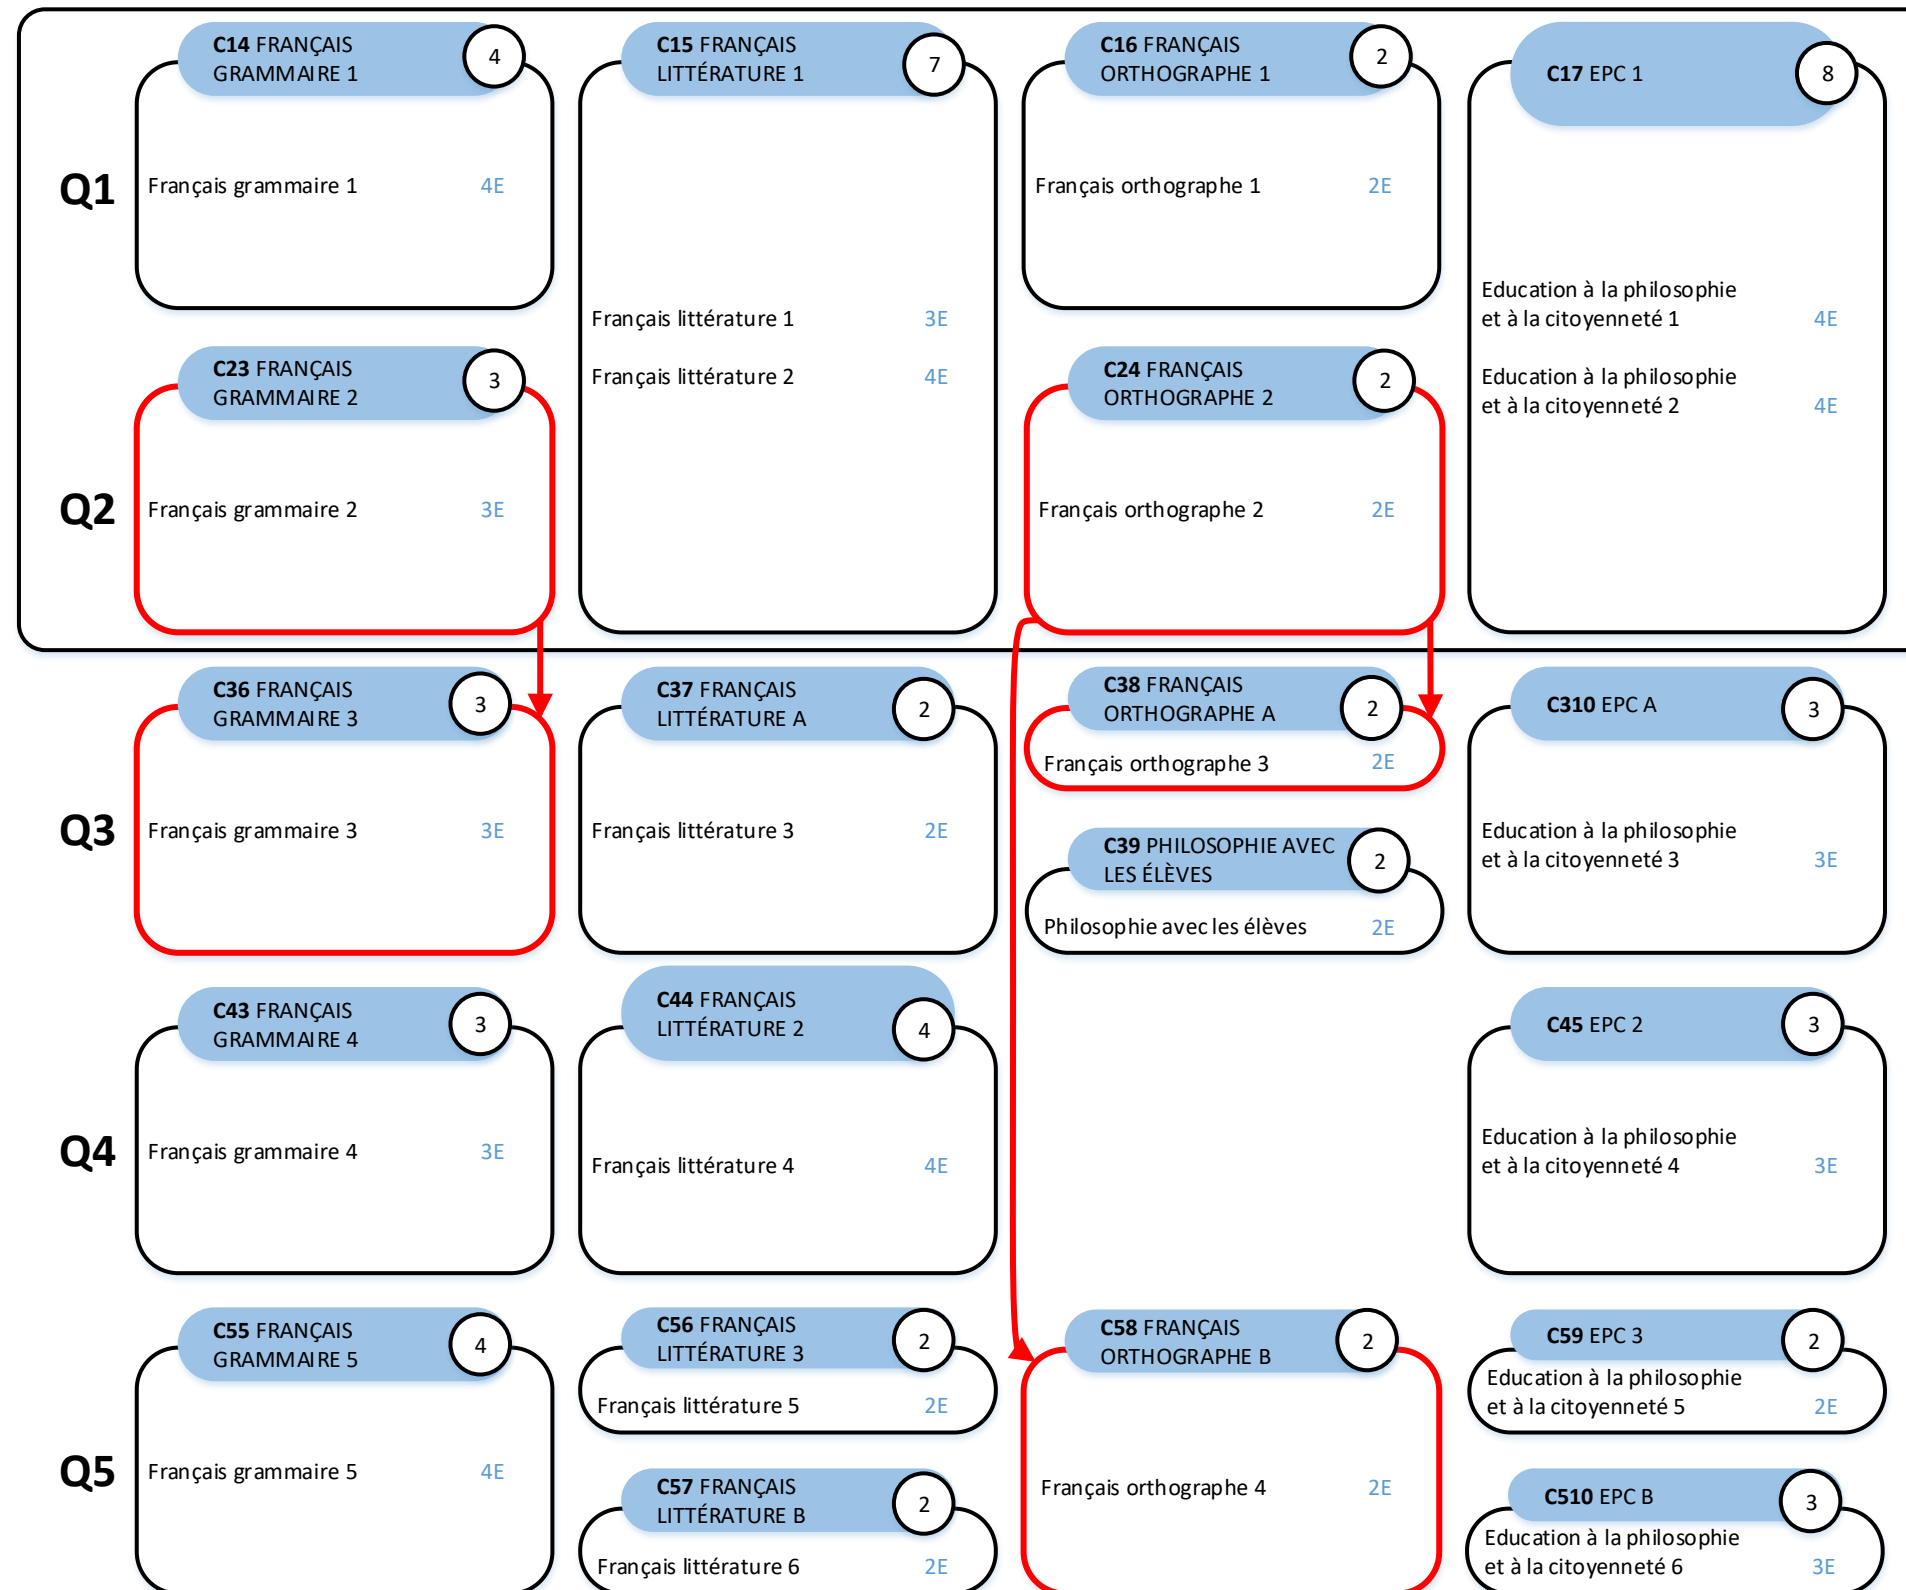 C14 FRANÇAIS
GRAMMAIRE 1
4
C15 FRANÇAIS
LITTÉRATURE 1
7
C16 FRANÇAIS
ORTHOGRAPHE 1
2
C17 EPC 1
8
Q1
Français grammaire 1 4E
Français orthographe 1 2E
Français littérature 1 3E
Français littérature 2 4E
Education à la philosophie
et à la citoyenneté 1 4E
Education à la philosophie
et à la citoyenneté 2 4E
C23 FRANÇAIS
GRAMMAIRE 2
3
C24 FRANÇAIS
ORTHOGRAPHE 2
2
Q2
Français grammaire 2 3E
Français orthographe 2 2E
C36 FRANÇAIS
GRAMMAIRE 3
3
C37 FRANÇAIS
LITTÉRATURE A
2
C38 FRANÇAIS
ORTHOGRAPHE A
2
Français orthographe 3 2E
C310 EPC A
3
Q3
Français grammaire 3 3E
Français littérature 3 2E
C39 PHILOSOPHIE AVEC
LES ÉLÈVES
2
Philosophie avec les élèves 2E
Education à la philosophie
et à la citoyenneté 3 3E
C43 FRANÇAIS
GRAMMAIRE 4
3
C44 FRANÇAIS
LITTÉRATURE 2
4
C45 EPC 2
3
Q4
Français grammaire 4 3E
Français littérature 4 4E
Education à la philosophie
et à la citoyenneté 4 3E
C55 FRANÇAIS
GRAMMAIRE 5
4
C56 FRANÇAIS
LITTÉRATURE 3
2
Français littérature 5 2E
C58 FRANÇAIS
ORTHOGRAPHE B
2
C59 EPC 3
2
Education à la philosophie
et à la citoyenneté 5 2E
Q5
Français grammaire 5 4E
C57 FRANÇAIS
LITTÉRATURE B
2
Français littérature 6 2E
Français orthographe 4 2E
C510 EPC B
3
Education à la philosophie
et à la citoyenneté 6 3E